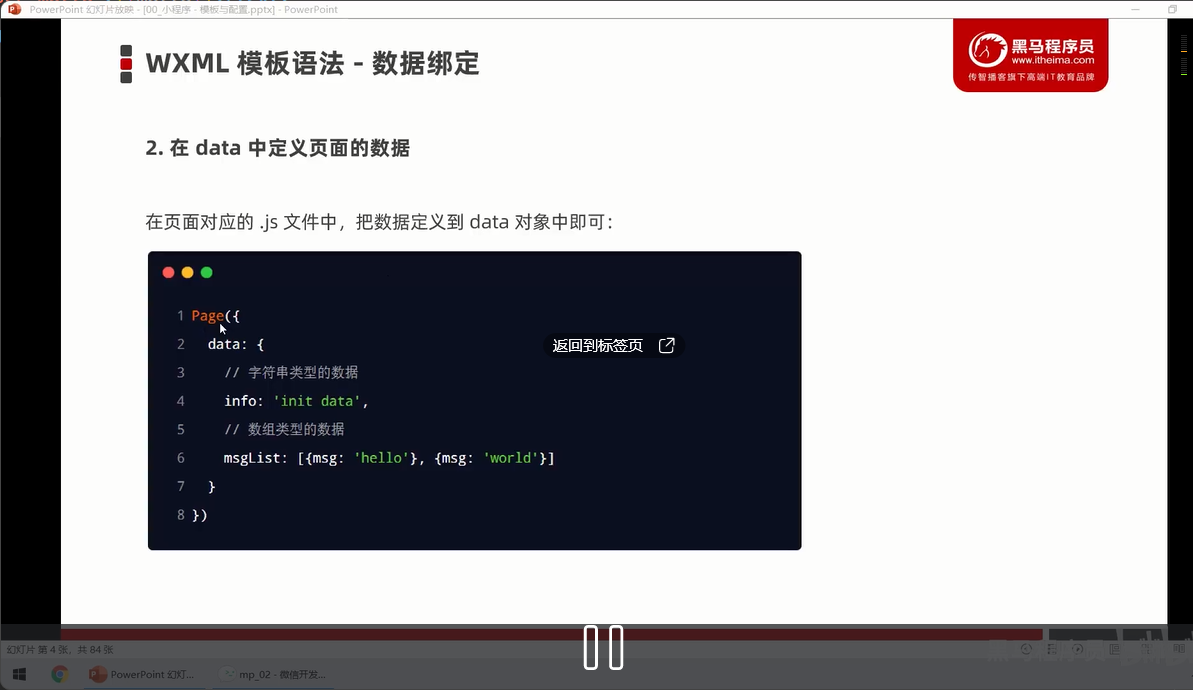 PowerPoint 幻灯片放映 - [00_小程序 - 模板与配置.pptx] - PowerPoint
WXML 模板语法 - 数据绑定
黑马程序员
www.itheima.com
传智播客旗下高端IT教育品牌
2. 在 data 中定义页面的数据
在页面对应的 .js 文件中，把数据定义到 data 对象中即可：
1 Page({
2 data: {
3 // 字符串类型的数据
4 info: 'init data',
5 // 数组类型的数据
6 msgList: [{msg: 'hello'}, {msg: 'world'}]
7 }
8 })
返回到标签页
幻灯片 第 4 张，共 84 张
PowerPoint 幻灯...
mp_02 - 微信开发...